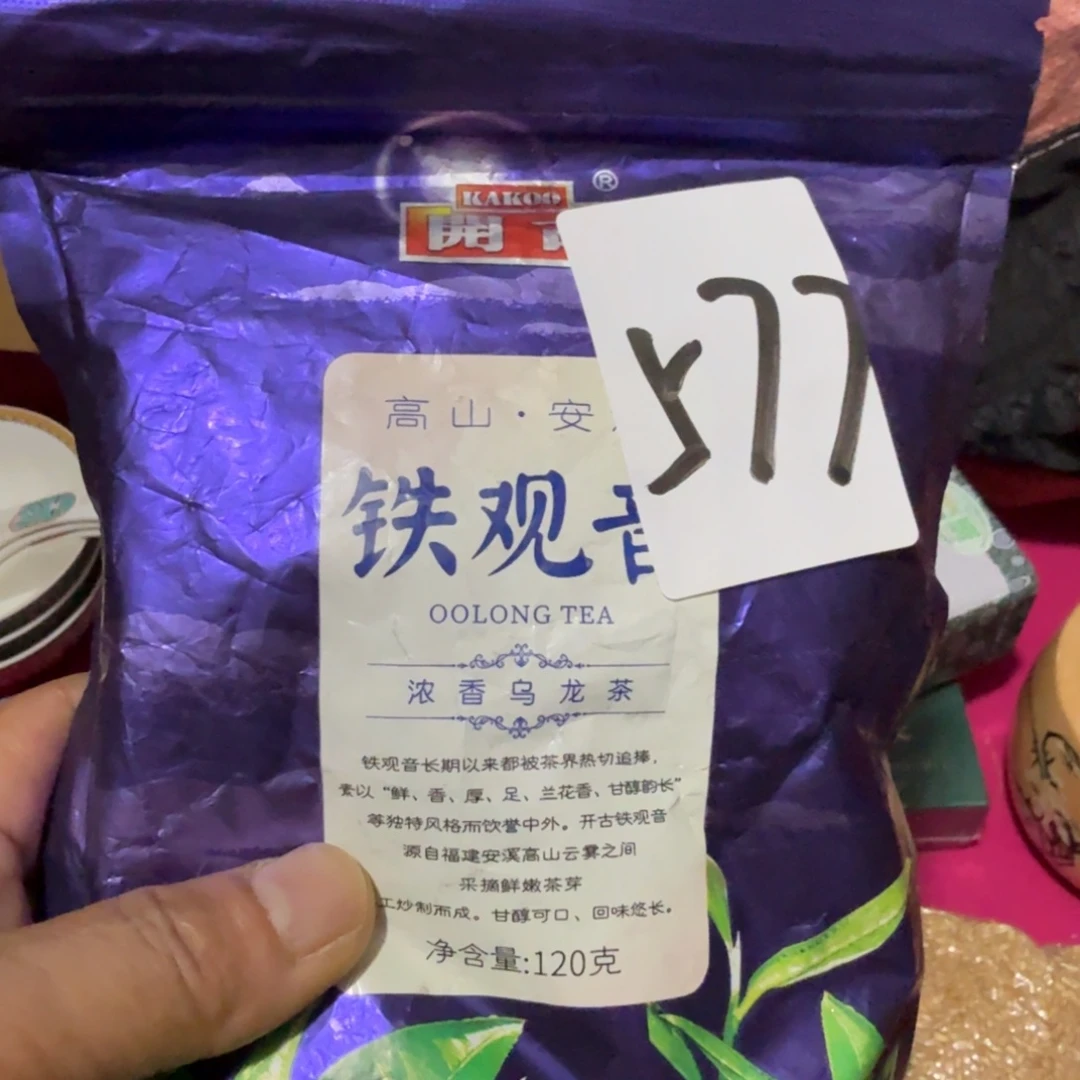 KAKOO
®
開
577
高山·安
铁观音
OOLONG TEA
浓香乌龙茶
铁观音长期以来都被茶界热切追捧,
素以“鲜、香、厚、足、兰花香、甘醇韵长”
等独特风格而饮誉中外。开古铁观音
源自福建安溪高山云雾之间
采摘鲜嫩茶芽
工炒制而成。甘醇可口、回味悠长。
净含量:120克